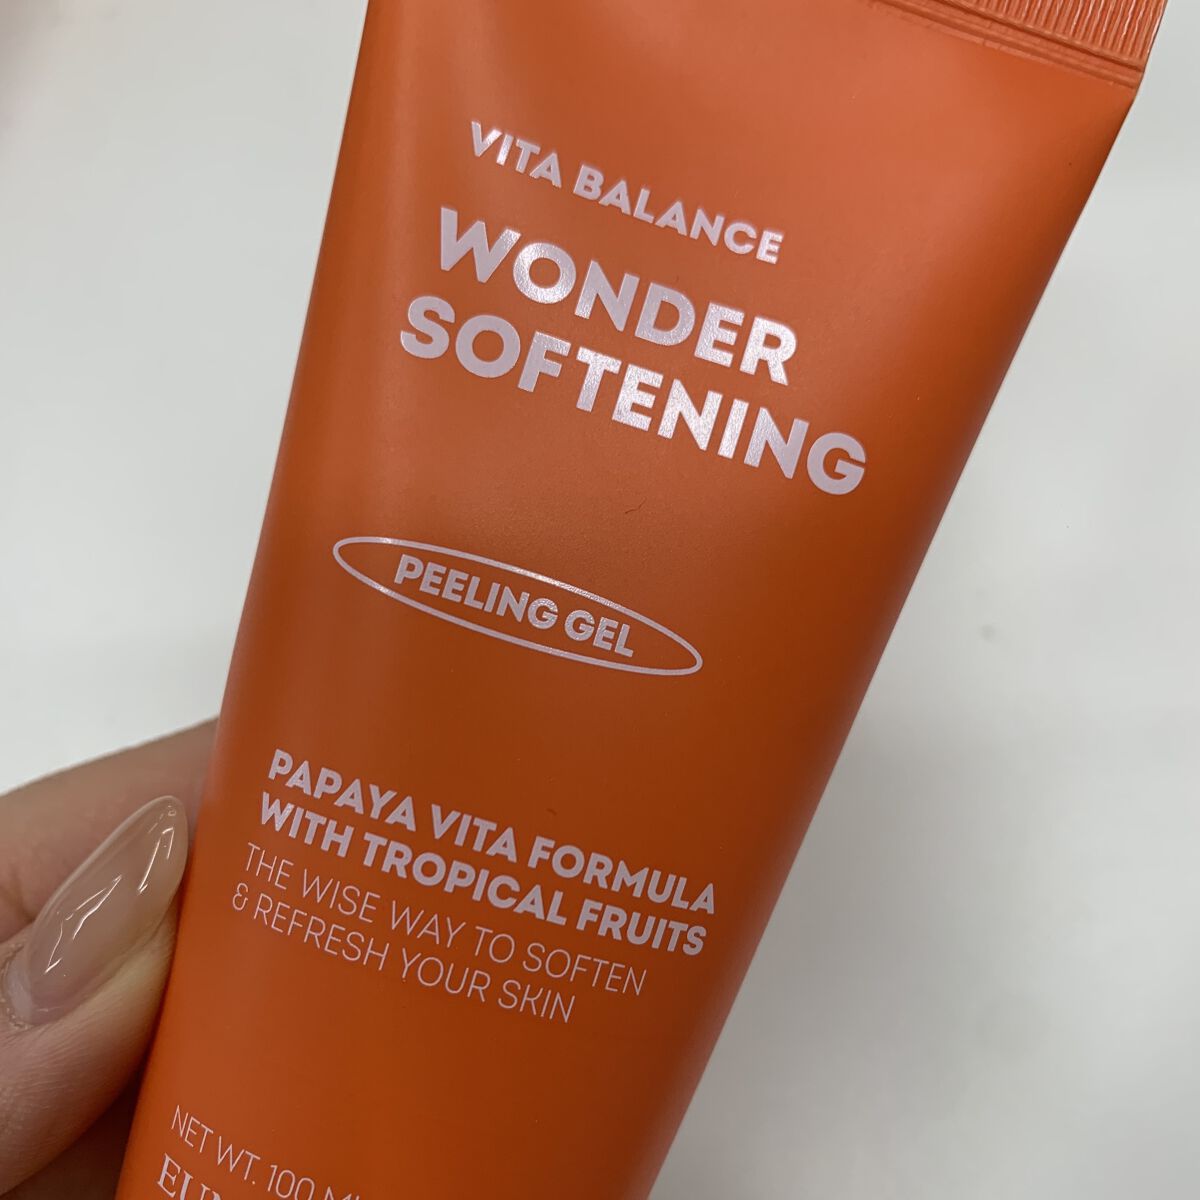 VITA BALANCE
WONDER
SOFTENING
PEELING GEL
PAPAYA VITA FORMULA
WITH TROPICAL FRUITS
THE WISE WAY TO SOFTEN
& REFRESH YOUR SKIN
NET WT. 100